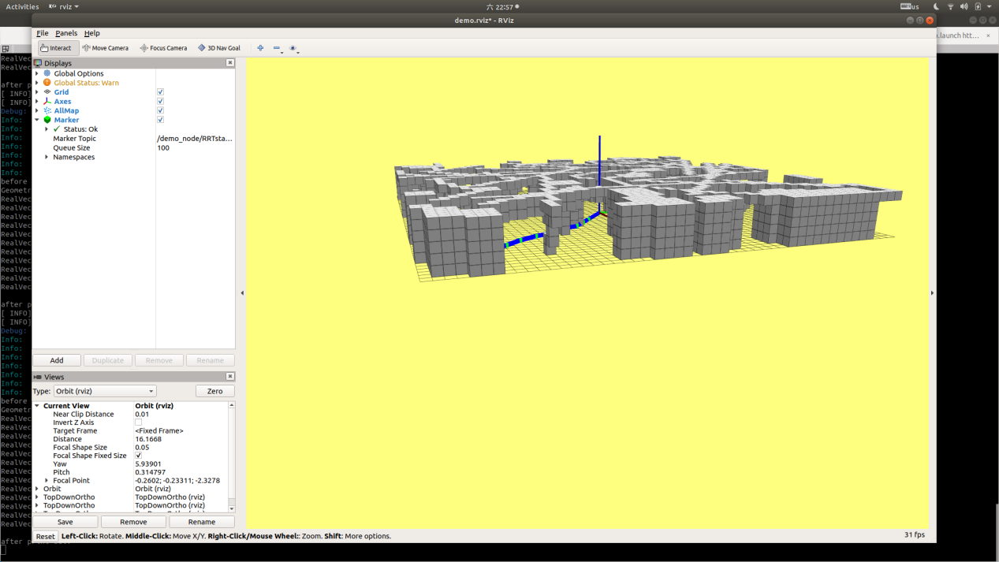 Activities rviz 六 22:57 us
demo.rviz* - RViz
.launch htt... ×
File Panels Help
Interact Move Camera Focus Camera 3D Nav Goal
Displays
Global Options
Global Status: Warn
Grid
Axes
AllMap
Marker
Status: Ok
Marker Topic /demo_node/RRTsta...
Queue Size 100
Namespaces
Add Duplicate Remove Rename
Views
Type: Orbit (rviz) Zero
Current View Orbit (rviz)
Near Clip Distance 0.01
Invert Z Axis
Target Frame <Fixed Frame>
Distance 16.1668
Focal Shape Size 0.05
Focal Shape Fixed Size
Yaw 5.93901
Pitch 0.314797
Focal Point -0.2602; -0.23311; -2.3278
Orbit Orbit (rviz)
TopDownOrtho TopDownOrtho (rviz)
TopDownOrtho TopDownOrtho (rviz)
Save Remove Rename
Reset Left-Click: Rotate. Middle-Click: Move X/Y. Right-Click/Mouse Wheel:: Zoom. Shift: More options. 31 fps
RealVec
RealVec
after p
[ INFO]
[ INFO]
Debug:
Info:
Info:
Info:
Info:
Info:
Info:
Info:
before
Geometr
RealVec
RealVec
RealVec
RealVec
RealVec
RealVec
RealVec
RealVec
RealVec
RealVec
RealVec
after p
[ INFO]
[ INFO]
Debug:
Info:
Info:
Info:
Info:
Info:
Info:
Info:
before
Geometr
RealVec
RealVec
RealVec
RealVec
RealVec
RealVec
RealVec
RealVec
RealVec
RealVec
RealVec
RealVec
RealVec
after p